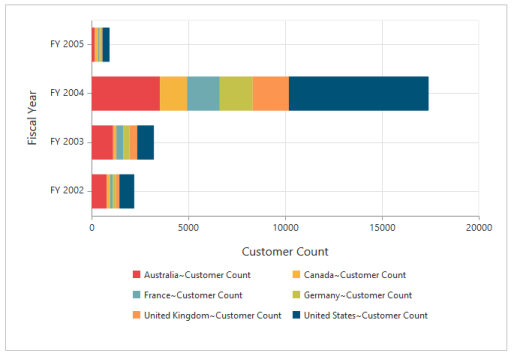 FY 2005
FY 2004
FY 2003
FY 2002
Fiscal Year
0 5000 10000 15000 20000
Customer Count
Australia~Customer Count Canada~Customer Count
France~Customer Count Germany~Customer Count
United Kingdom~Customer Count United States~Customer Count